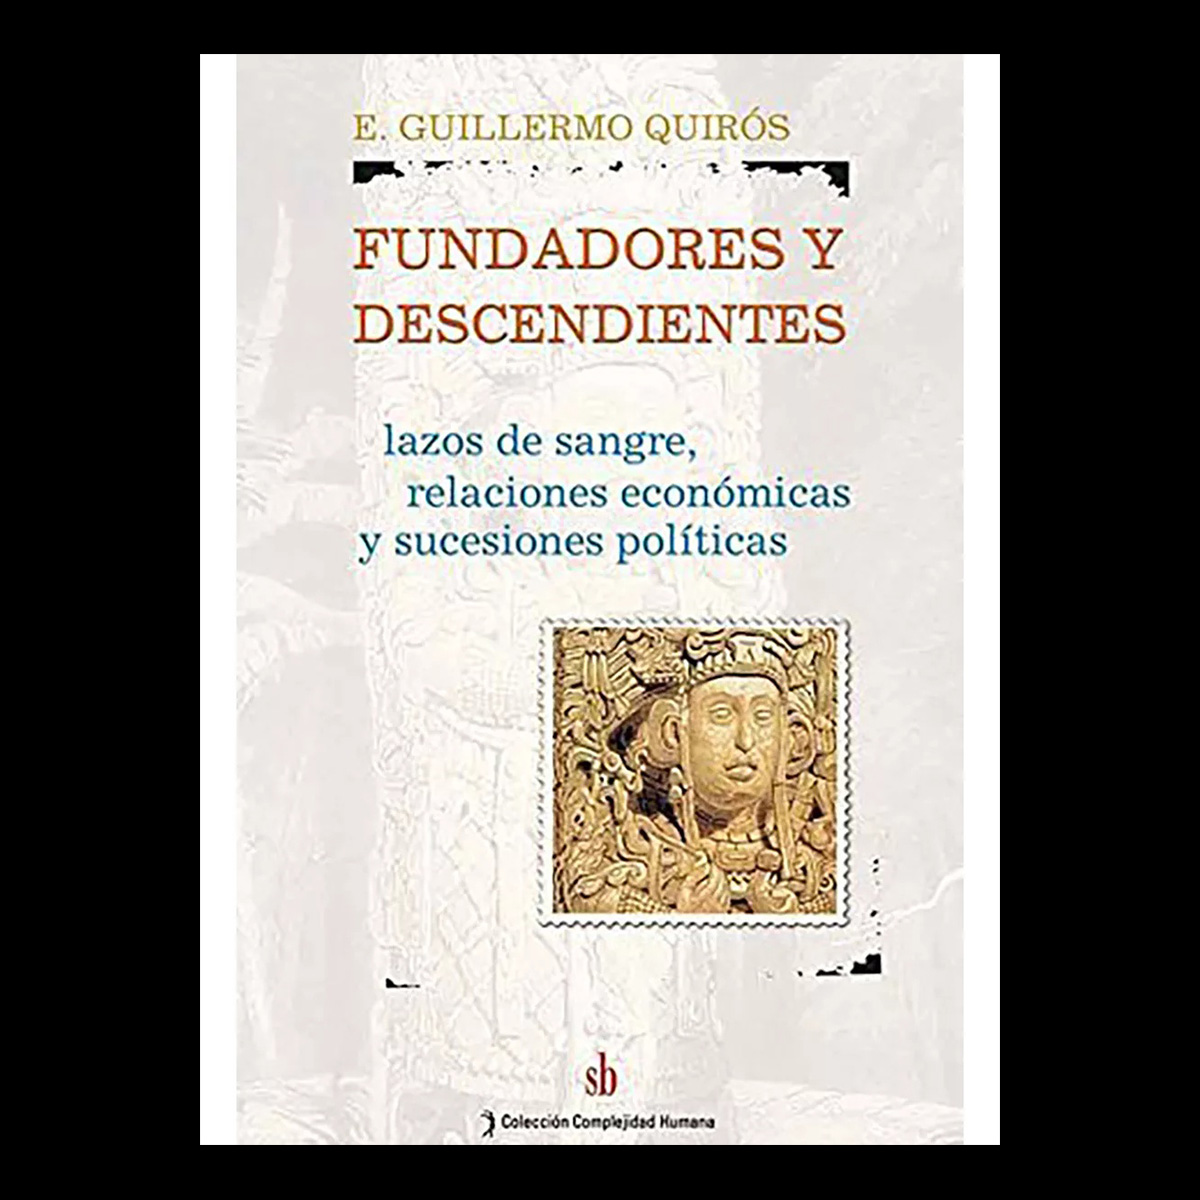 E. GUILLERMO QUIRÓS
FUNDADORES Y
DESCENDIENTES
lazos de sangre,
relaciones económicas
y sucesiones políticas
sb
Colección Complejidad Humana